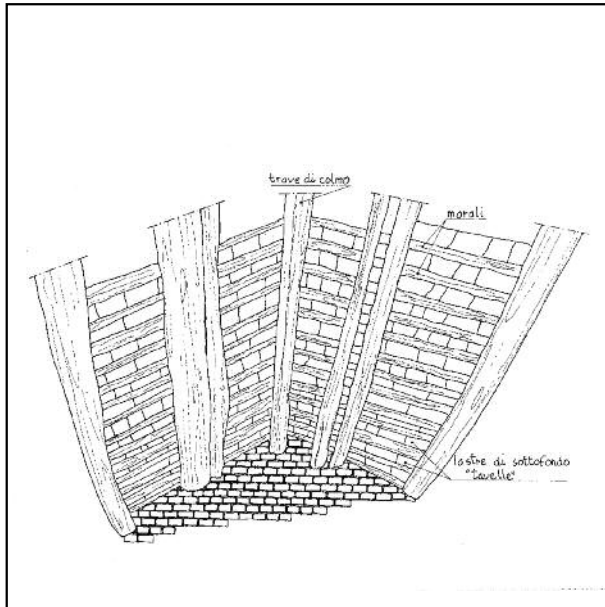 trave di colmo
morali
lastre di sottofondo
"tavelle"